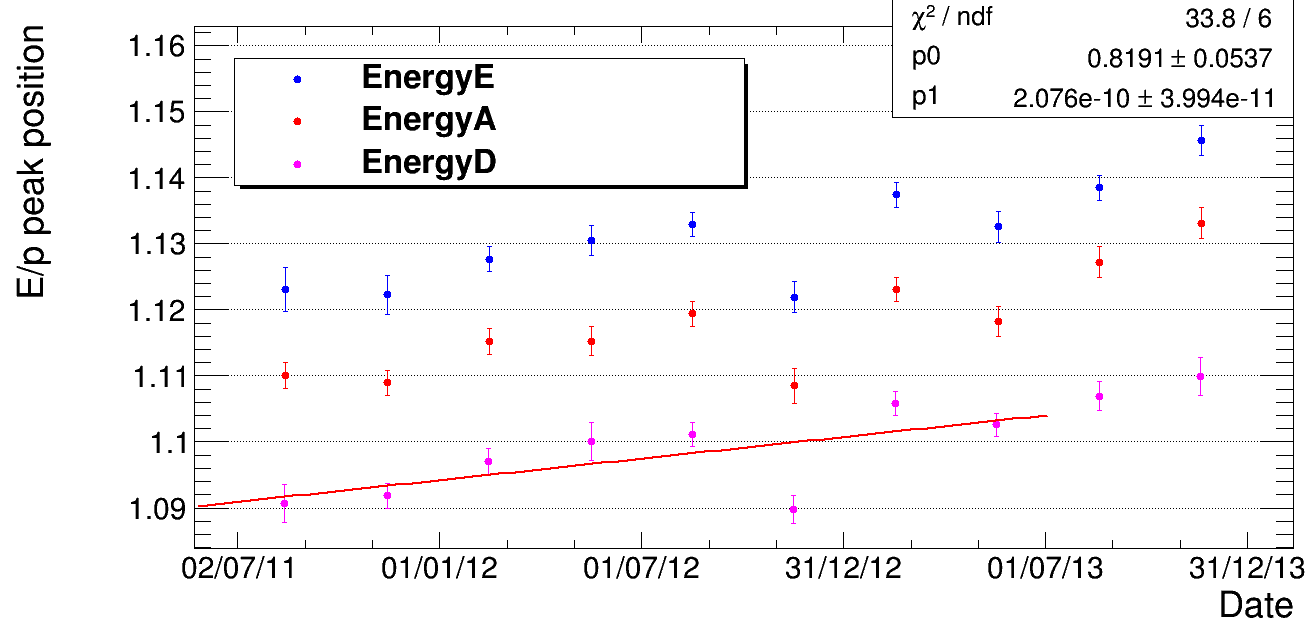 χ² / ndf 33.8 / 6
p0 0.8191 ± 0.0537
p1 2.076e-10 ± 3.994e-11
E/p peak position
1.16
1.15
1.14
1.13
1.12
1.11
1.1
1.09
EnergyE
EnergyA
EnergyD
02/07/11 01/01/12 01/07/12 31/12/12 01/07/13 31/12/13
Date